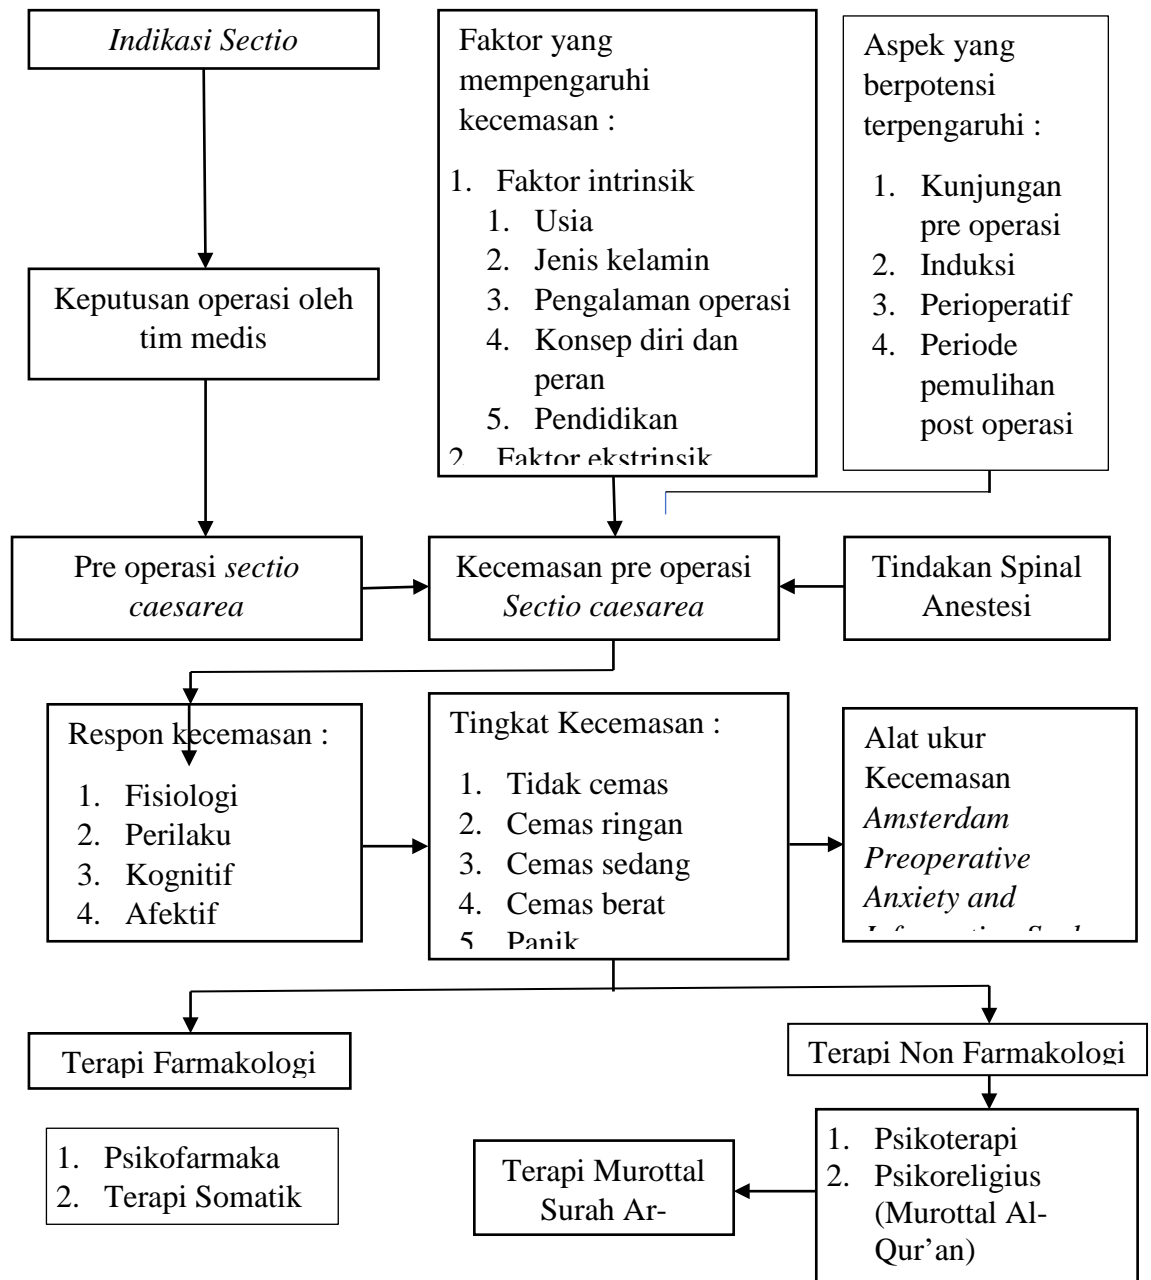 Indikasi Sectio
Faktor yang
mempengaruhi
kecemasan :
1. Faktor intrinsik
1. Usia
2. Jenis kelamin
3. Pengalaman operasi
4. Konsep diri dan
peran
5. Pendidikan
2. Faktor ekstrinsik
Aspek yang
berpotensi
terpengaruhi :
1. Kunjungan
pre operasi
2. Induksi
3. Perioperatif
4. Periode
pemulihan
post operasi
Keputusan operasi oleh
tim medis
Pre operasi sectio
caesarea
Kecemasan pre operasi
Sectio caesarea
Tindakan Spinal
Anestesi
Respon kecemasan :
1. Fisiologi
2. Perilaku
3. Kognitif
4. Afektif
Tingkat Kecemasan :
1. Tidak cemas
2. Cemas ringan
3. Cemas sedang
4. Cemas berat
5. Panik
Alat ukur
Kecemasan
Amsterdam
Preoperative
Anxiety and
Terapi Farmakologi
Terapi Non Farmakologi
1. Psikofarmaka
2. Terapi Somatik
Terapi Murottal
Surah Ar-
1. Psikoterapi
2. Psikoreligius
(Murottal Al-
Qur’an)